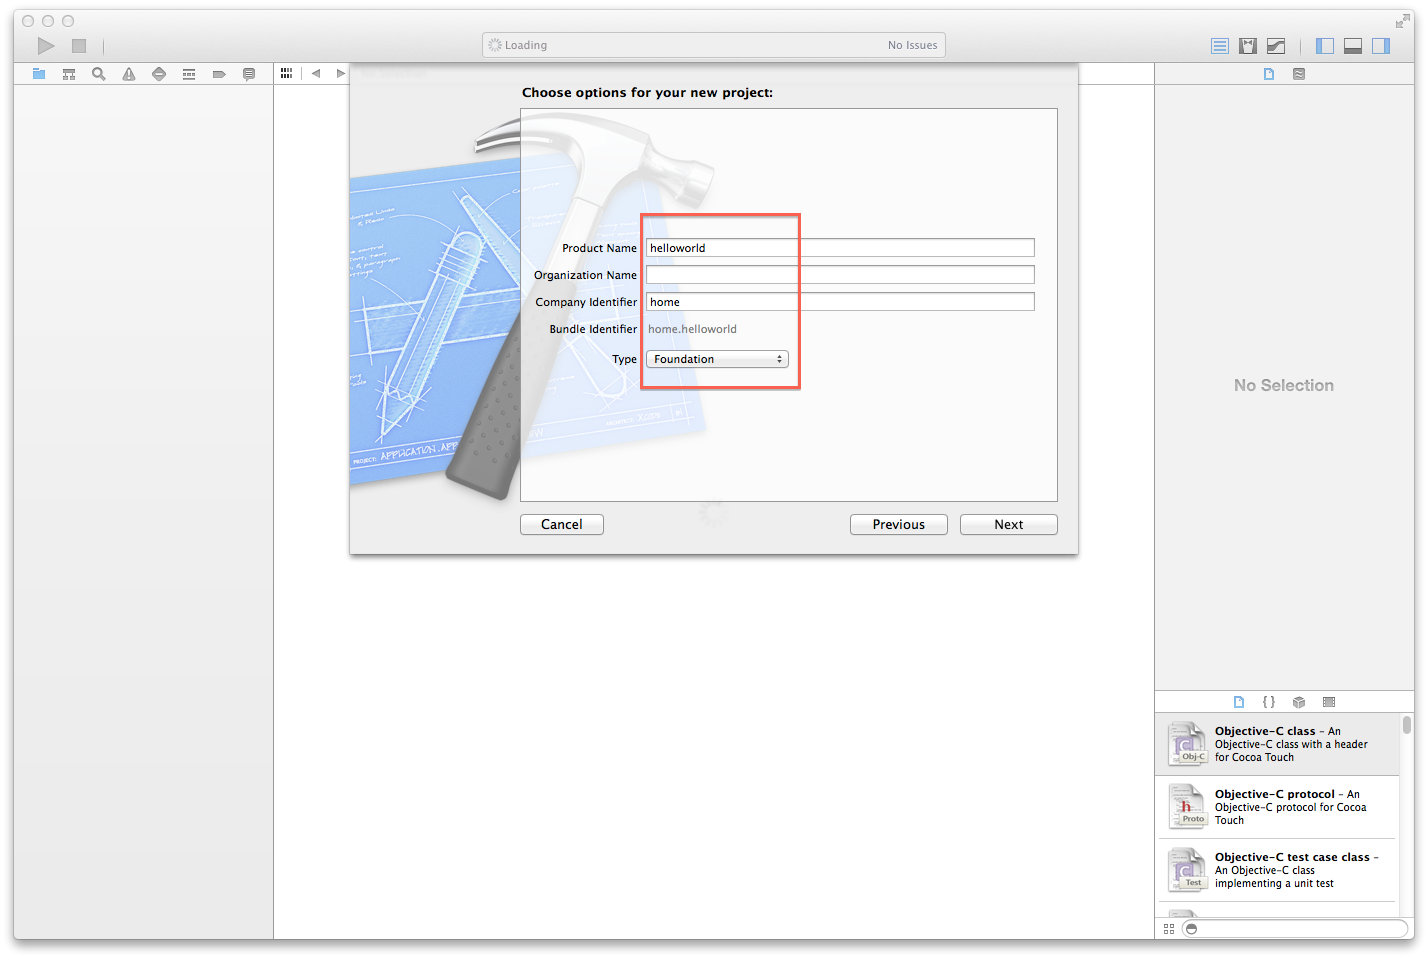 Loading
No Issues
Choose options for your new project:
Product Name helloworld
Organization Name
Company Identifier home
Bundle Identifier home.helloworld
Type Foundation
PROJECT: APPLICATION.APP
Cancel
Previous
Next
No Selection
{ }
Objective-C class - An
Objective-C class with a header
for Cocoa Touch
Obj-C
Objective-C protocol - An
Objective-C protocol for Cocoa
Touch
h
Proto
Objective-C test case class -
An Objective-C class
implementing a unit test
C
Test